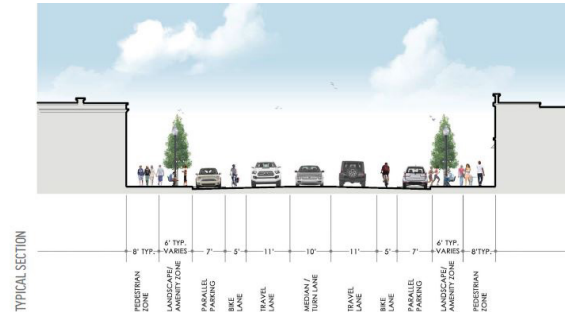 TYPICAL SECTION
8' TYP.
6' TYP.
VARIES
7'
5'
11'
10'
11'
5'
7'
6' TYP.
VARIES
8'TYP.
PEDESTRIAN
ZONE
LANDSCAPE/
AMENITY ZONE
PARALLEL
PARKING
BIKE
LANE
TRAVEL
LANE
MEDIAN /
TURN LANE
TRAVEL
LANE
BIKE
LANE
PARALLEL
PARKING
LANDSCAPE/
AMENITY ZONE
PEDESTRIAN
ZONE